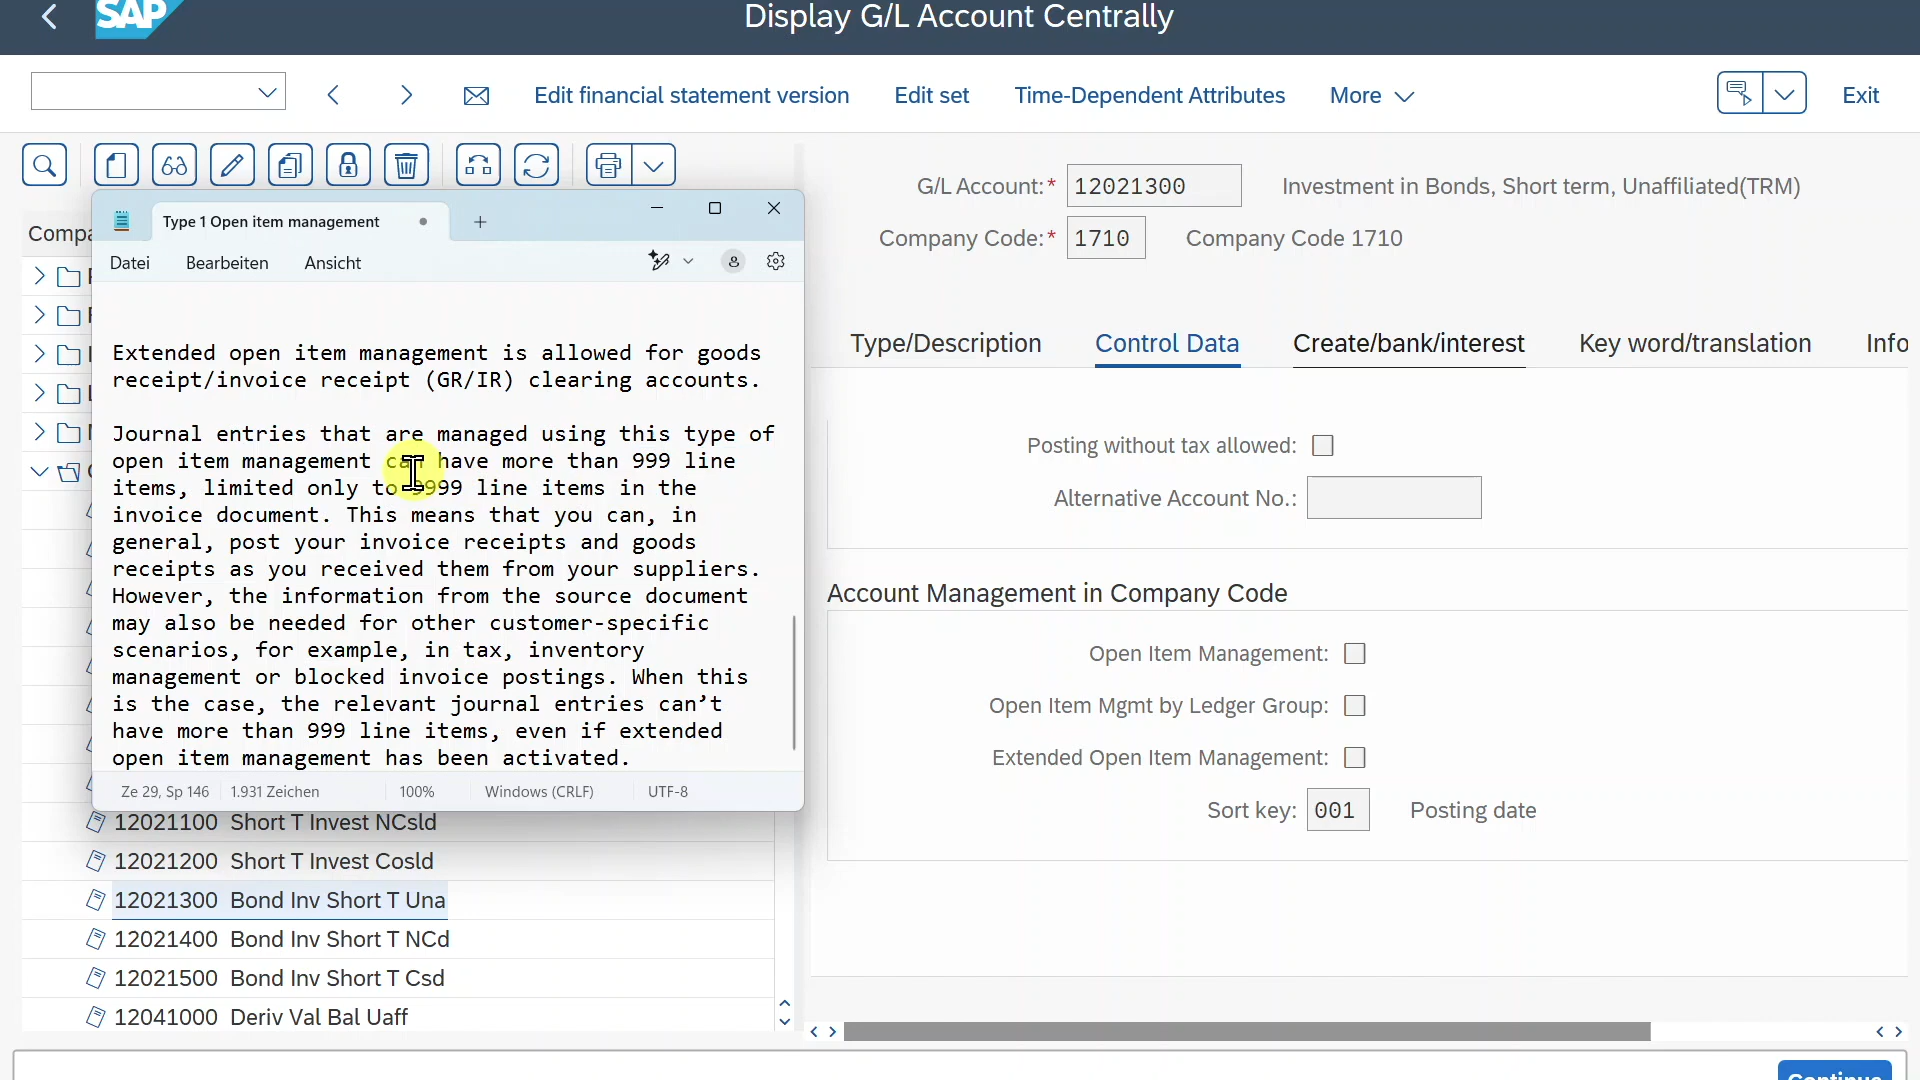 SAP
Display G/L Account Centrally
Edit financial statement version
Edit set
Time-Dependent Attributes
More
Exit
G/L Account:* 12021300 Investment in Bonds, Short term, Unaffiliated(TRM)
Company Code:* 1710 Company Code 1710
Type 1 Open item management
Datei Bearbeiten Ansicht
Extended open item management is allowed for goods
receipt/invoice receipt (GR/IR) clearing accounts.
Journal entries that are managed using this type of
open item management can have more than 999 line
items, limited only to 9999 line items in the
invoice document. This means that you can, in
general, post your invoice receipts and goods
receipts as you received them from your suppliers.
However, the information from the source document
may also be needed for other customer-specific
scenarios, for example, in tax, inventory
management or blocked invoice postings. When this
is the case, the relevant journal entries can’t
have more than 999 line items, even if extended
open item management has been activated.
Ze 29, Sp 146 1.931 Zeichen 100% Windows (CRLF) UTF-8
12021100 Short T Invest NCsld
12021200 Short T Invest Cosld
12021300 Bond Inv Short T Una
12021400 Bond Inv Short T NCd
12021500 Bond Inv Short T Csd
12041000 Deriv Val Bal Uaff
Type/Description Control Data Create/bank/interest Key word/translation Info
Posting without tax allowed:
Alternative Account No.:
Account Management in Company Code
Open Item Management:
Open Item Mgmt by Ledger Group:
Extended Open Item Management:
Sort key: 001 Posting date
Continue